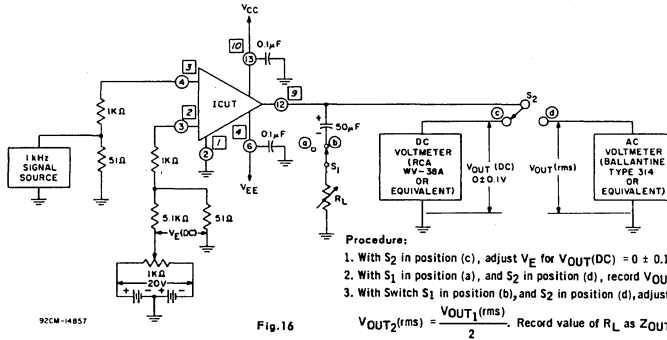 VCC
10
13
0.1µF
3
4
ICUT
9
12
S2
c
d
2
3
1
2
4
6
0.1µF
VEE
1KΩ
1KΩ
51Ω
1 kHz
SIGNAL
SOURCE
+
-
50µF
a
b
S1
RL
DC
VOLTMETER
(RCA
WV-38A
OR
EQUIVALENT)
VOUT (DC)
0±0.1V
VOUT(rms)
AC
VOLTMETER
(BALLANTINE
TYPE 314
OR
EQUIVALENT)
5.1KΩ
51Ω
VE(DC)
1KΩ
20V
+ - + -
Procedure:
1. With S2 in position (c), adjust VE for VOUT(DC) = 0 ± 0.1
2. With S1 in position (a), and S2 in position (d), record VOU
3. With Switch S1 in position (b), and S2 in position (d), adjust
VOUT2(rms) = VOUT1(rms) / 2 . Record value of RL as ZOUT
92CM-14857
Fig.16